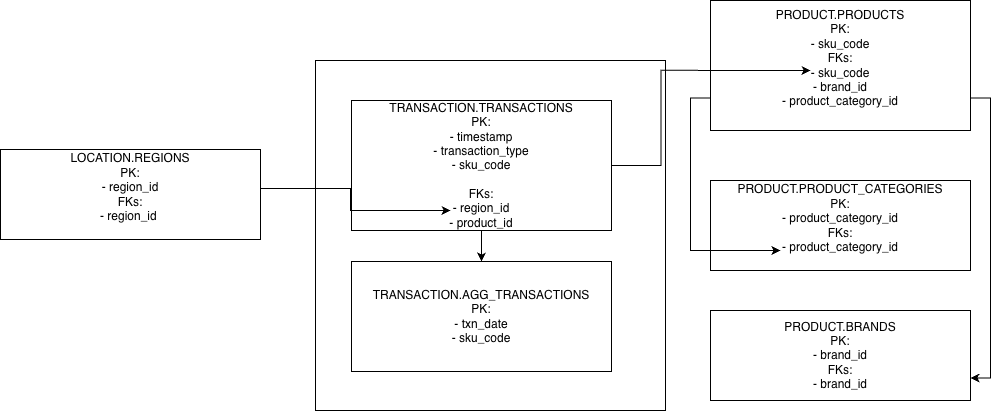 LOCATION.REGIONS
PK:
- region_id
FKs:
- region_id
TRANSACTION.TRANSACTIONS
PK:
- timestamp
- transaction_type
- sku_code
FKs:
- region_id
- product_id
TRANSACTION.AGG_TRANSACTIONS
PK:
- txn_date
- sku_code
PRODUCT.PRODUCTS
PK:
- sku_code
FKs:
- sku_code
- brand_id
- product_category_id
PRODUCT.PRODUCT_CATEGORIES
PK:
- product_category_id
FKs:
- product_category_id
PRODUCT.BRANDS
PK:
- brand_id
FKs:
- brand_id